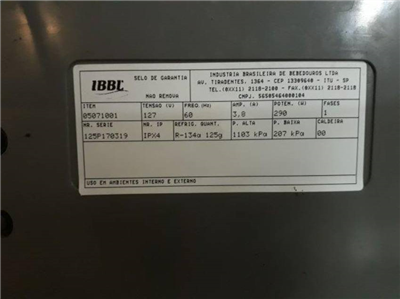 IBBL
SELO DE GARANTIA
NAO REMOVA
INDUSTRIA BRASILEIRA DE BEBEDOUROS LTDA
AV. TIRADENTES, 1364 - CEP 13309640 - ITU - SP
TEL.(0XX11) 2118-2100 - FAX.(0XX11) 2118-2118
CNPJ. 56505464000104
ITEM TENSAO (V) FREQ.(HZ) AMP. (A) POTEN. (W) FASES
05071001 127 60 3,8 290 1
NR. SERIE NR. IP REFRIG. QUANT. P. ALTA P. BAIXA CALDEIRA
125P170319 IPX4 R-134a 125g 1103 kPa 207 kPa 00
USO EM AMBIENTES INTERNO E EXTERNO